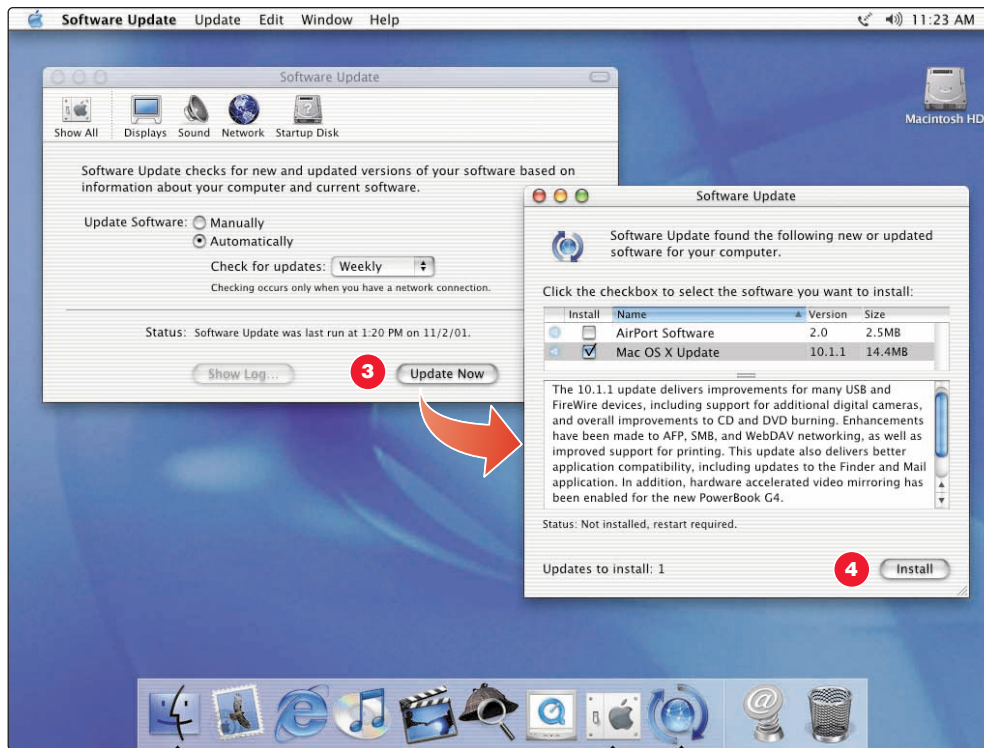 Software Update Update Edit Window Help 11:23 AM
Macintosh HD
Software Update
Show All Displays Sound Network Startup Disk
Software Update checks for new and updated versions of your software based on
information about your computer and current software.
Update Software: Manually
Automatically
Check for updates: Weekly
Checking occurs only when you have a network connection.
Status: Software Update was last run at 1:20 PM on 11/2/01.
Show Log...
3
Update Now
Software Update
Software Update found the following new or updated
software for your computer.
Click the checkbox to select the software you want to install:
Install Name Version Size
AirPort Software 2.0 2.5MB
Mac OS X Update 10.1.1 14.4MB
The 10.1.1 update delivers improvements for many USB and
FireWire devices, including support for additional digital cameras,
and overall improvements to CD and DVD burning. Enhancements
have been made to AFP, SMB, and WebDAV networking, as well as
improved support for printing. This update also delivers better
application compatibility, including updates to the Finder and Mail
application. In addition, hardware accelerated video mirroring has
been enabled for the new PowerBook G4.
Status: Not installed, restart required.
Updates to install: 1
4
Install
@